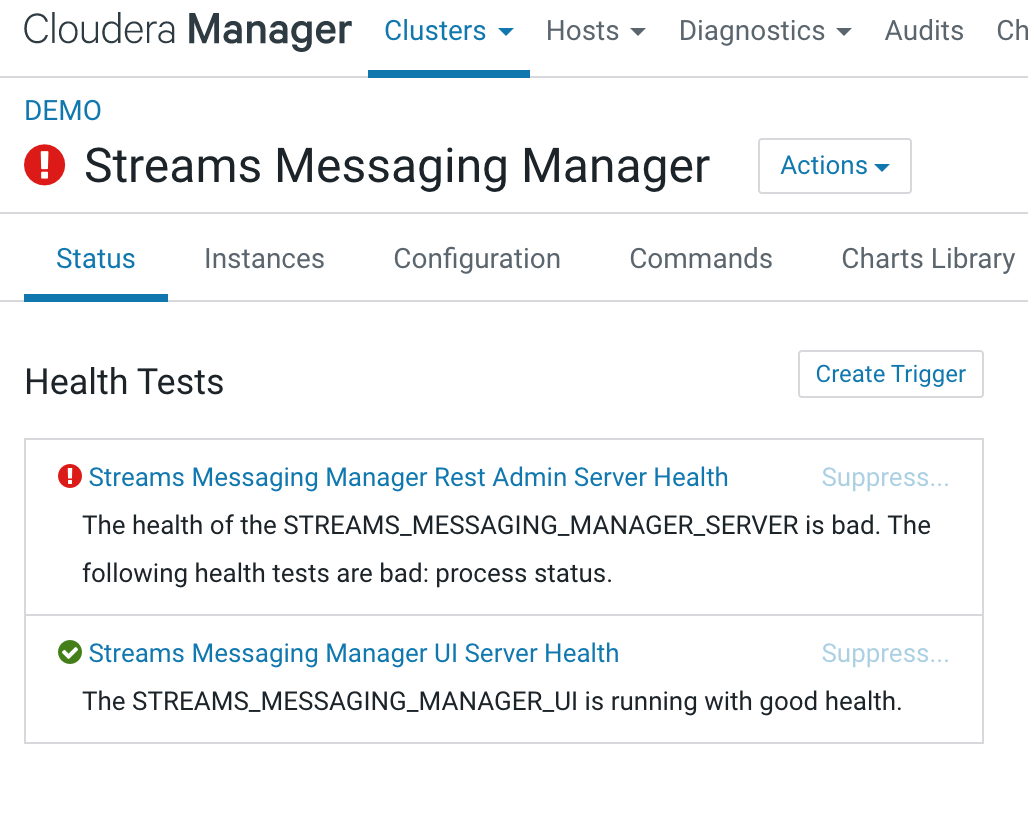 Cloudera Manager Clusters Hosts Diagnostics Audits Ch
DEMO
Streams Messaging Manager Actions
Status Instances Configuration Commands Charts Library
Health Tests Create Trigger
Streams Messaging Manager Rest Admin Server Health Suppress...
The health of the STREAMS_MESSAGING_MANAGER_SERVER is bad. The
following health tests are bad: process status.
Streams Messaging Manager UI Server Health Suppress...
The STREAMS_MESSAGING_MANAGER_UI is running with good health.